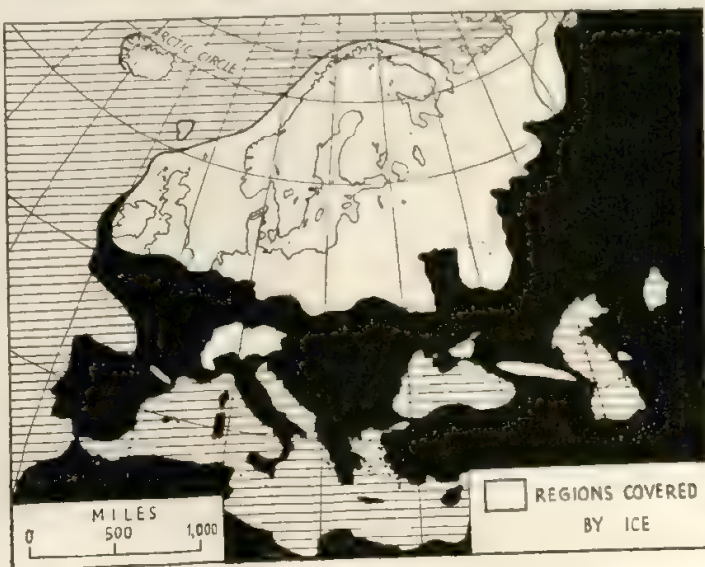 ARCTIC CIRCLE
MILES
0 500 1,000
REGIONS COVERED
BY ICE